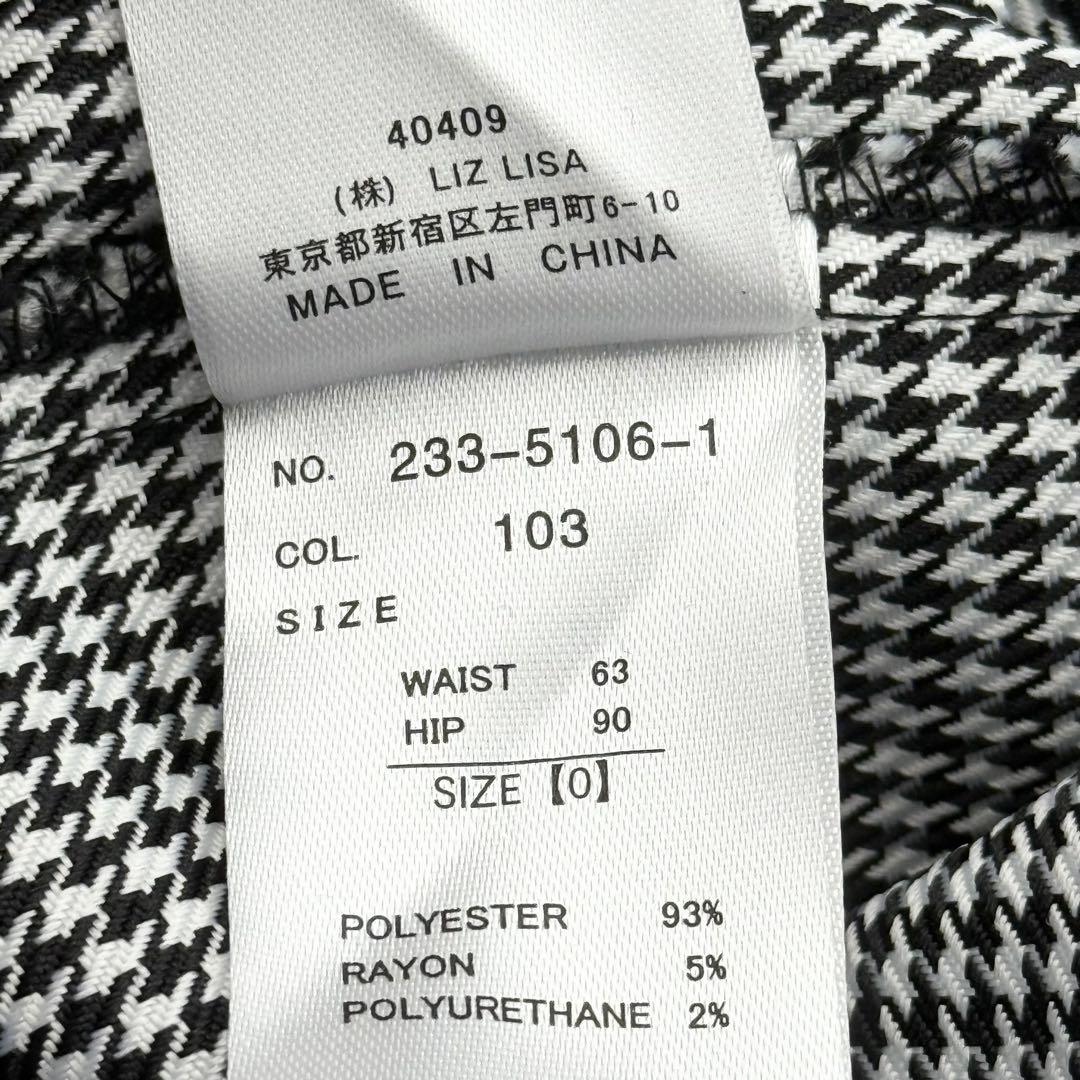 40409
(株) LIZ LISA
東京都新宿区左門町6-10
MADE IN CHINA
NO. 233-5106-1
COL. 103
SIZE
WAIST 63
HIP 90
SIZE【0】
POLYESTER 93%
RAYON 5%
POLYURETHANE 2%